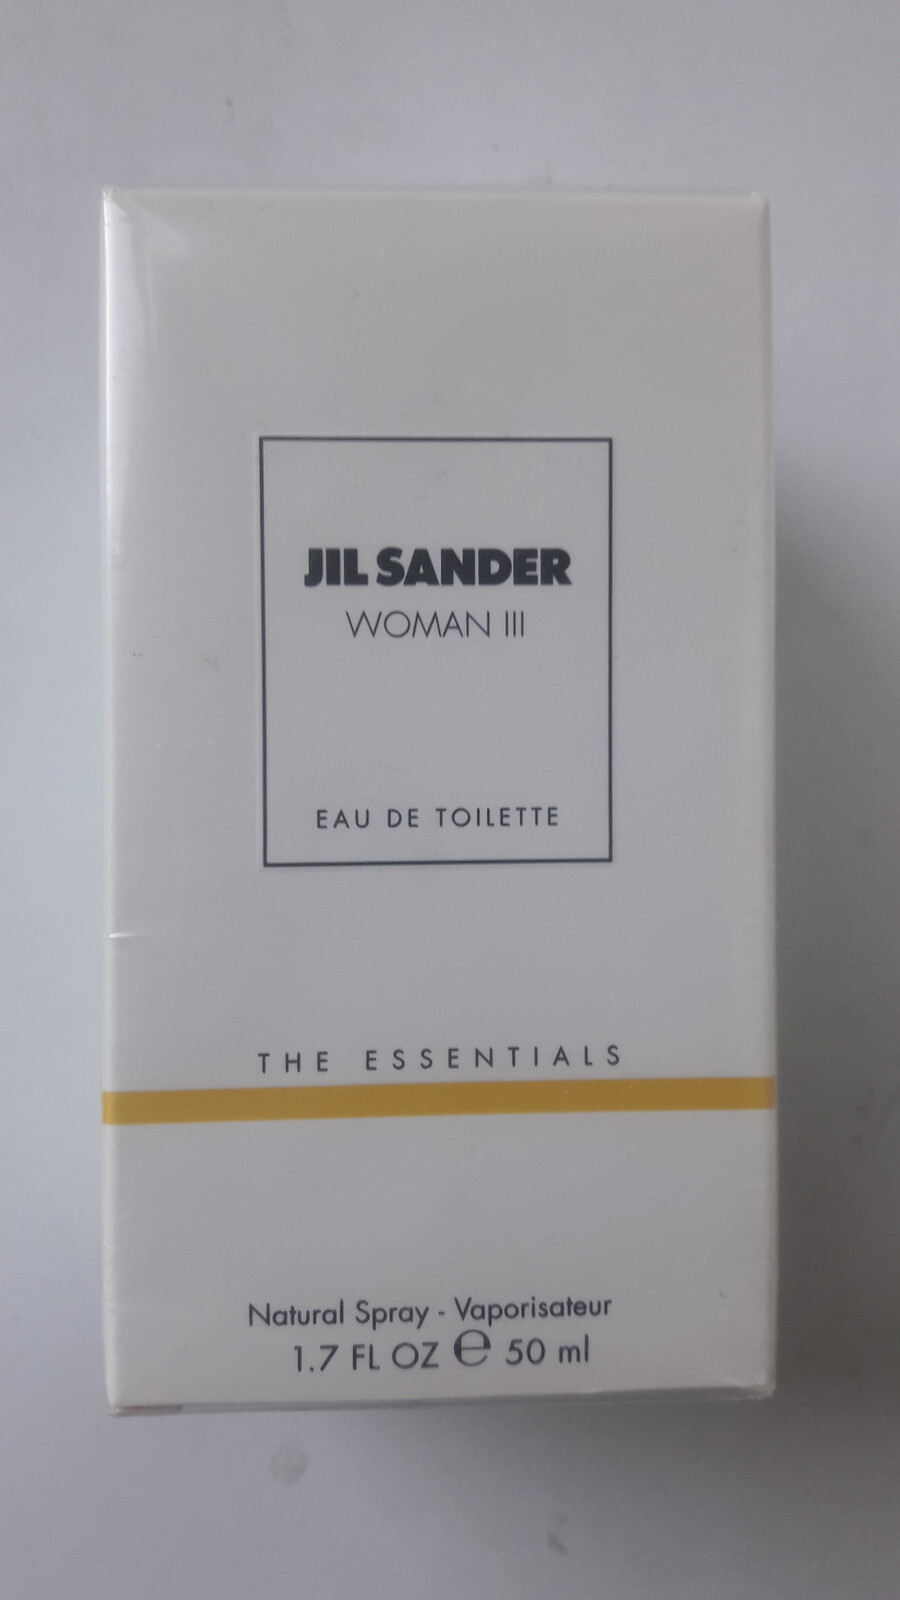 JIL SANDER
WOMAN III
EAU DE TOILETTE
THE ESSENTIALS
Natural Spray - Vaporisateur
1.7 FL OZ ℮ 50 ml